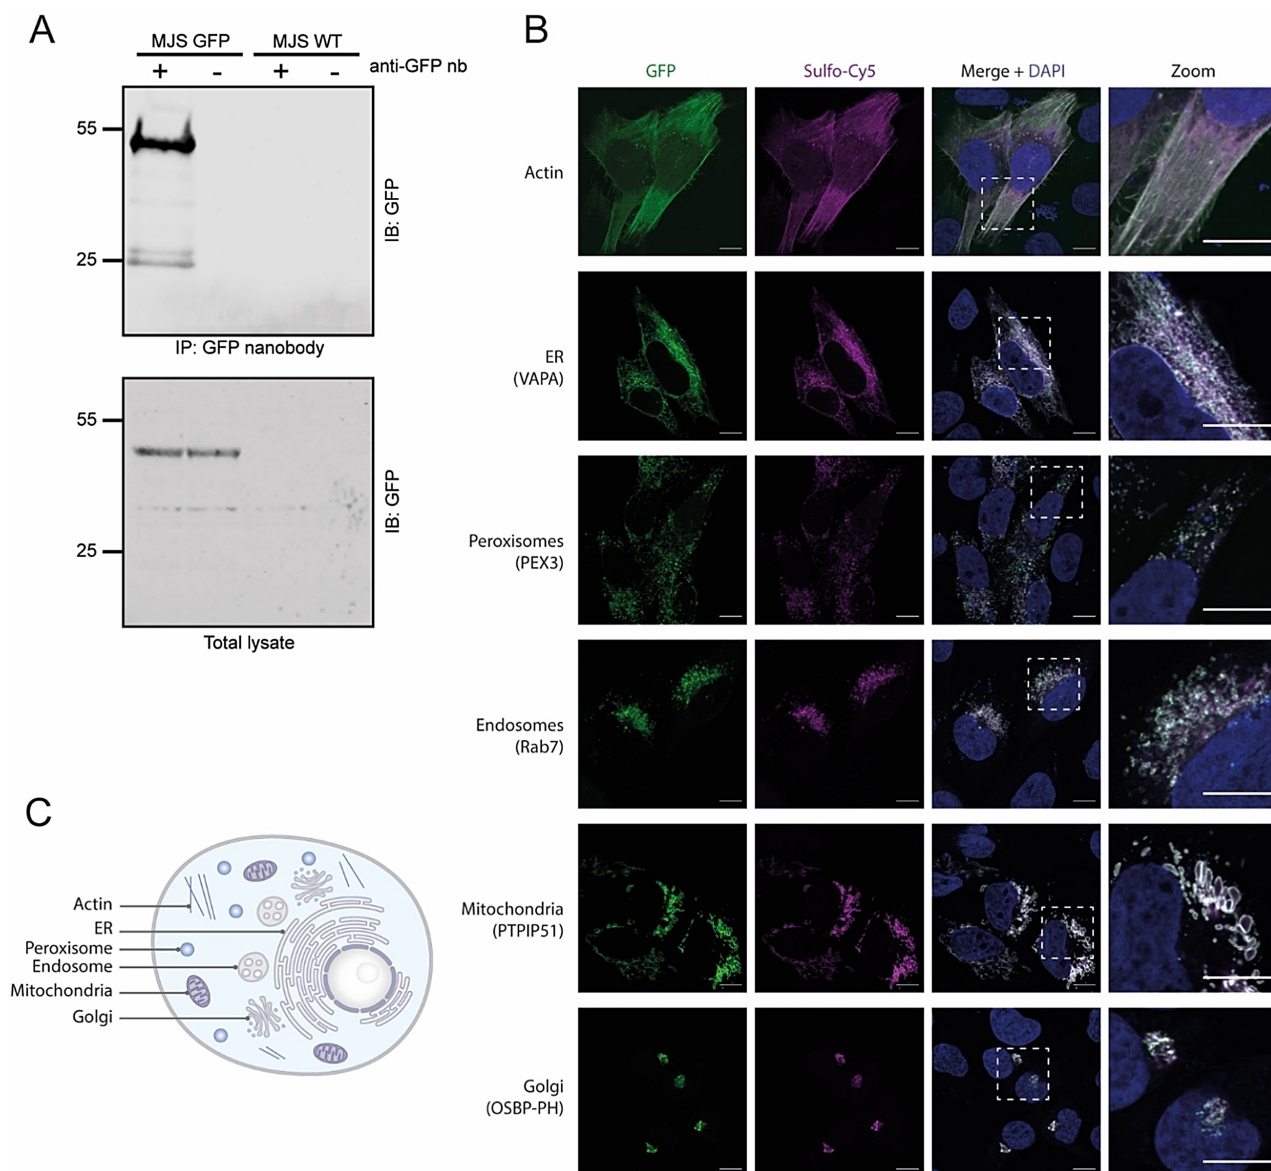 A
MJS GFP MJS WT
+ - + - anti-GFP nb
55
25
IB: GFP
IP: GFP nanobody
55
25
IB: GFP
Total lysate
B
GFP Sulfo-Cy5 Merge + DAPI Zoom
Actin
ER
(VAPA)
Peroxisomes
(PEX3)
Endosomes
(Rab7)
Mitochondria
(PTPIP51)
Golgi
(OSBP-PH)
C
Actin
ER
Peroxisome
Endosome
Mitochondria
Golgi